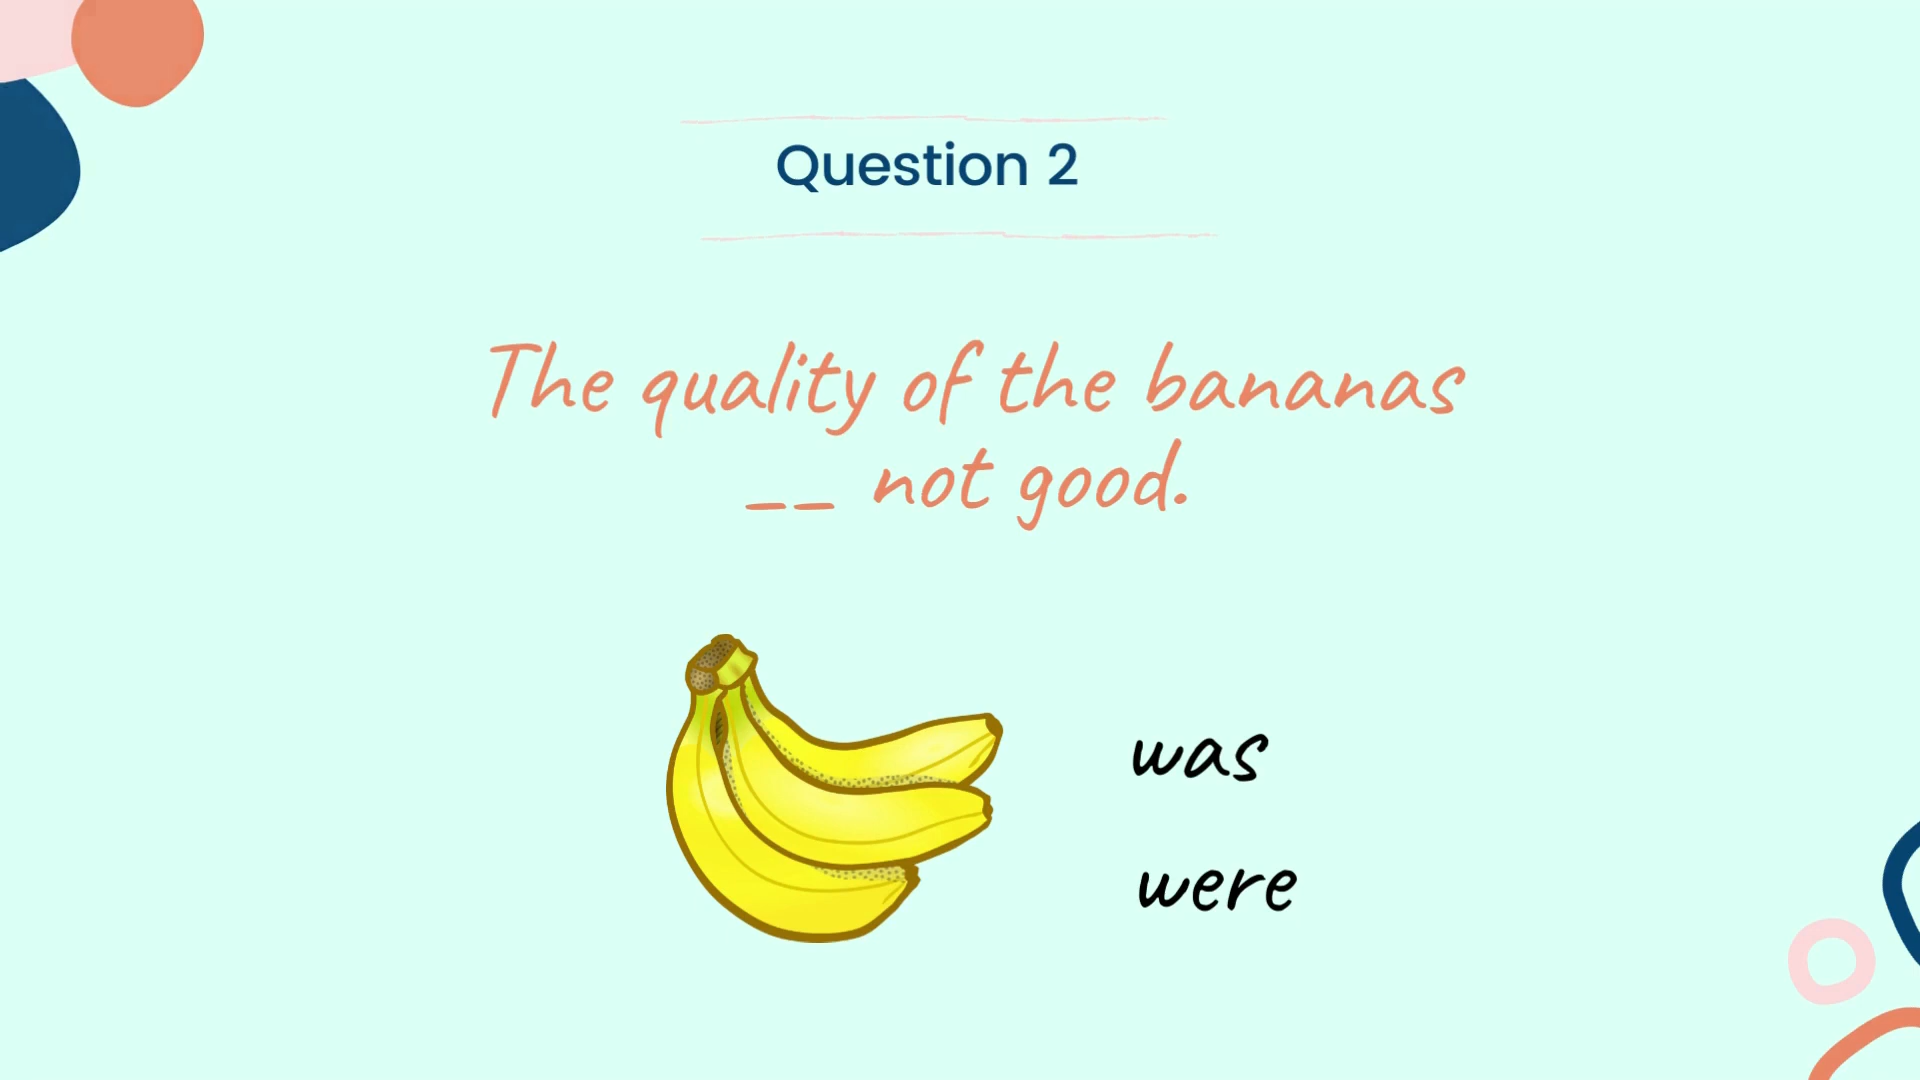 Question 2
The quality of the bananas
__ not good.
was
were